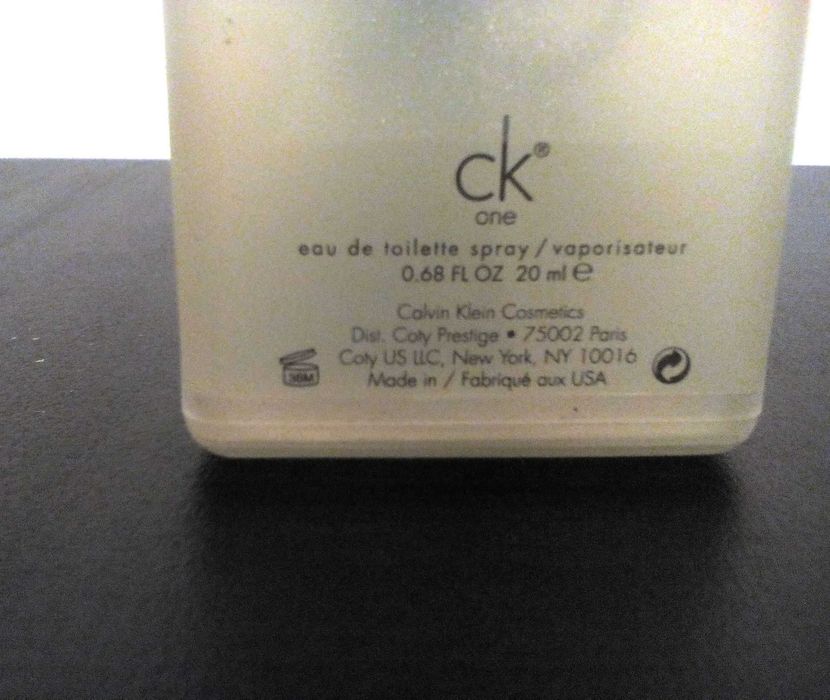 ck®
one
eau de toilette spray / vaporisateur
0.68 FL OZ 20 ml ℮
Calvin Klein Cosmetics
Dist. Coty Prestige • 75002 Paris
Coty US LLC, New York, NY 10016
Made in / Fabriqué aux USA
36M